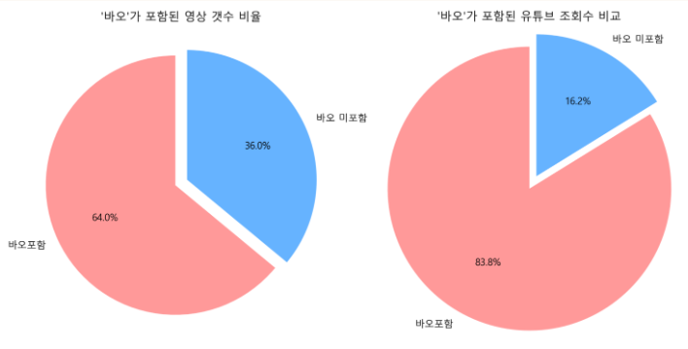 '바오'가 포함된 영상 갯수 비율
바오 미포함
36.0%
64.0%
바오포함
'바오'가 포함된 유튜브 조회수 비교
바오 미포함
16.2%
83.8%
바오포함